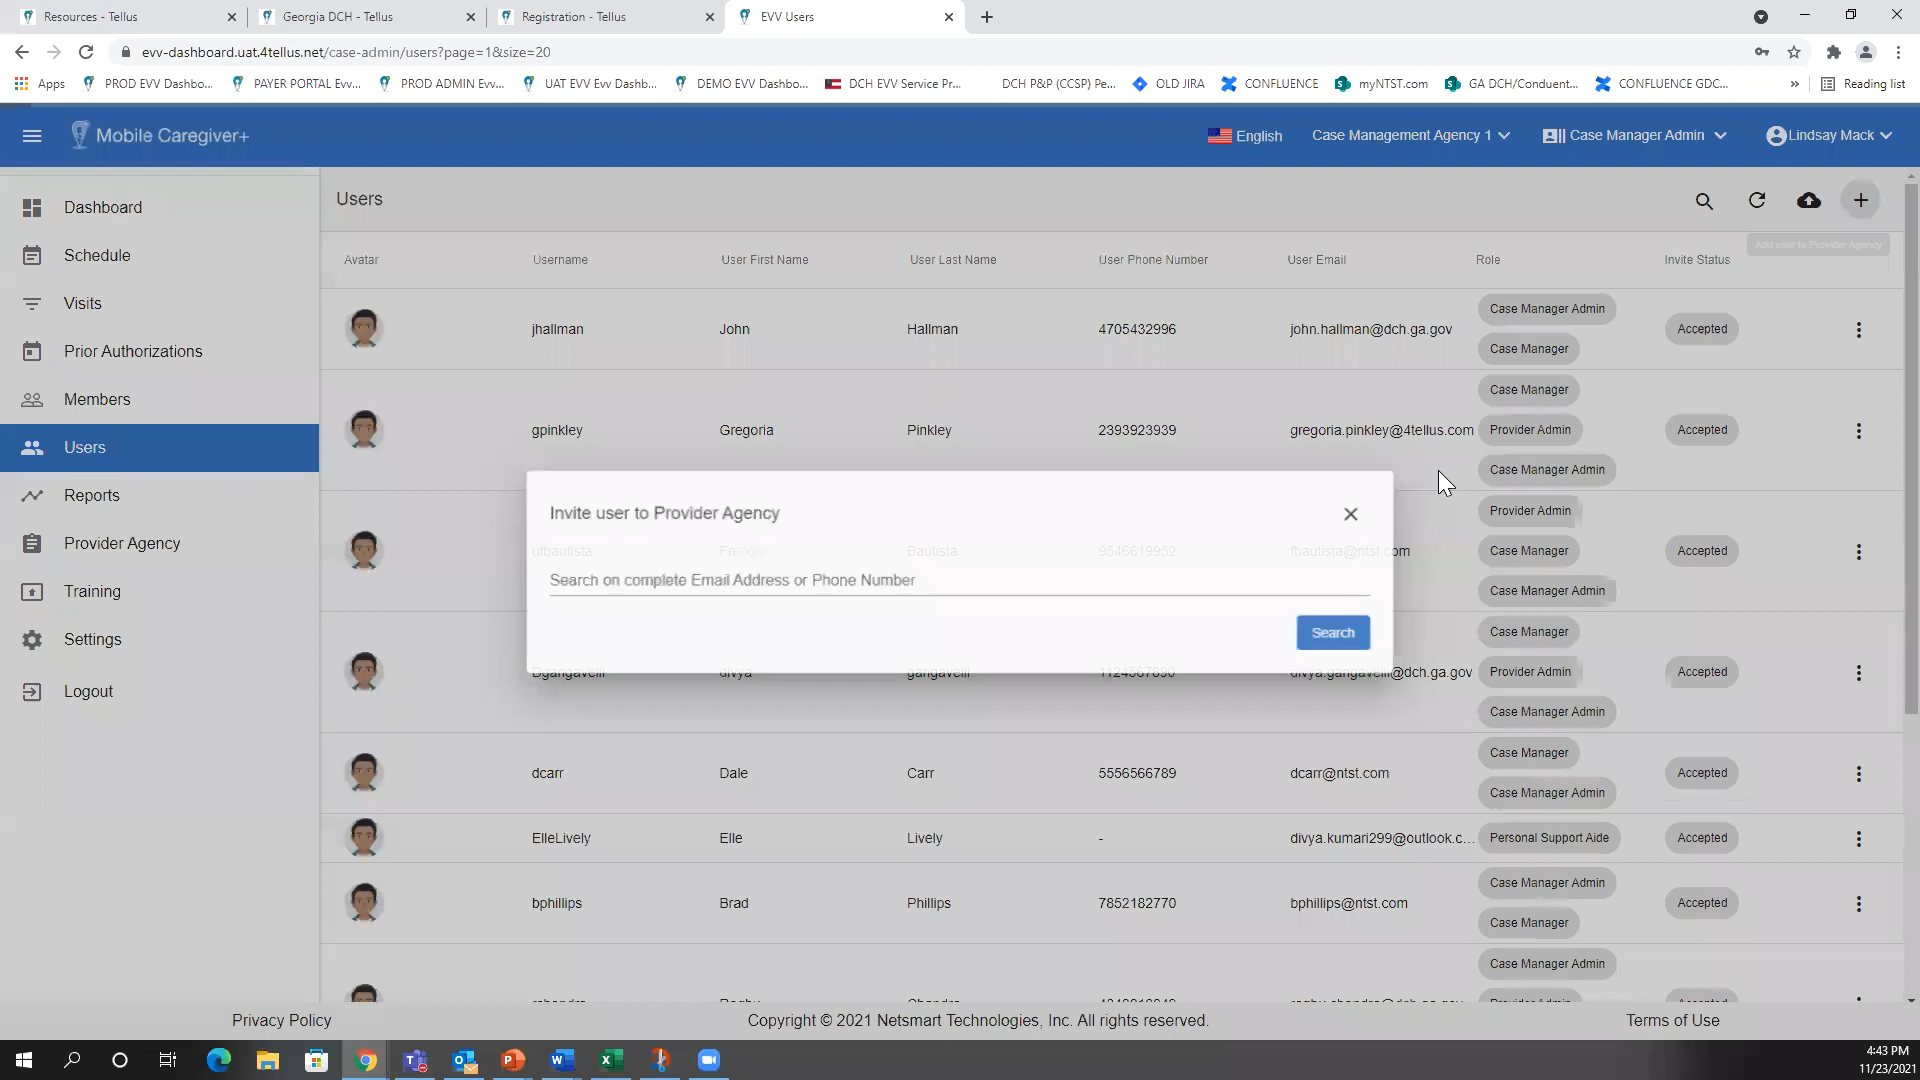 Resources - Tellus
Georgia DCH - Tellus
Registration - Tellus
EVV Users
evv-dashboard.uat.4tellus.net/case-admin/users?page=1&size=20
Apps
PROD EVV Dashbo...
PAYER PORTAL Evv...
PROD ADMIN Evv...
UAT EVV Evv Dashb...
DEMO EVV Dashbo...
DCH EVV Service Pr...
DCH P&P (CCSP) Pe...
OLD JIRA
CONFLUENCE
myNTST.com
GA DCH/Conduent...
CONFLUENCE GDC...
»
Reading list
Mobile Caregiver+
English
Case Management Agency 1
Case Manager Admin
Lindsay Mack
Dashboard
Schedule
Visits
Prior Authorizations
Members
Users
Reports
Provider Agency
Training
Settings
Logout
Users
Add user to Provider Agency
Avatar Username User First Name User Last Name User Phone Number User Email Role Invite Status
jhallman John Hallman 4705432996 john.hallman@dch.ga.gov Case Manager Admin Case Manager Accepted
gpinkley Gregoria Pinkley 2393923939 gregoria.pinkley@4tellus.com Case Manager Provider Admin Case Manager Admin Accepted
Invite user to Provider Agency
ufbautista Bautista 9546619952 fbautista@ntst.com Provider Admin Case Manager Case Manager Admin Accepted
Search on complete Email Address or Phone Number
Search
Dgangavelli divya gangavelli 1124567890 divya.gangavelli@dch.ga.gov Case Manager Provider Admin Case Manager Admin Accepted
dcarr Dale Carr 5556566789 dcarr@ntst.com Case Manager Case Manager Admin Accepted
ElleLively Elle Lively - divya.kumari299@outlook.c... Personal Support Aide Accepted
bphillips Brad Phillips 7852182770 bphillips@ntst.com Case Manager Admin Case Manager Accepted
Case Manager Admin
Privacy Policy
Copyright © 2021 Netsmart Technologies, Inc. All rights reserved.
Terms of Use
4:43 PM
11/23/2021